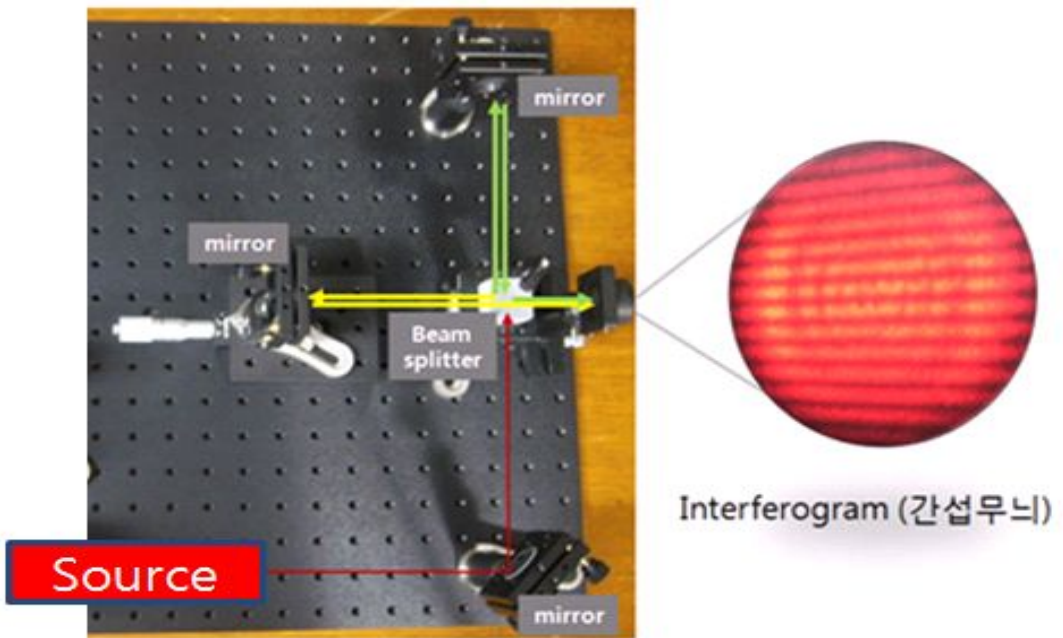 mirror
mirror
Beam
splitter
Interferogram (간섭무늬)
Source
mirror